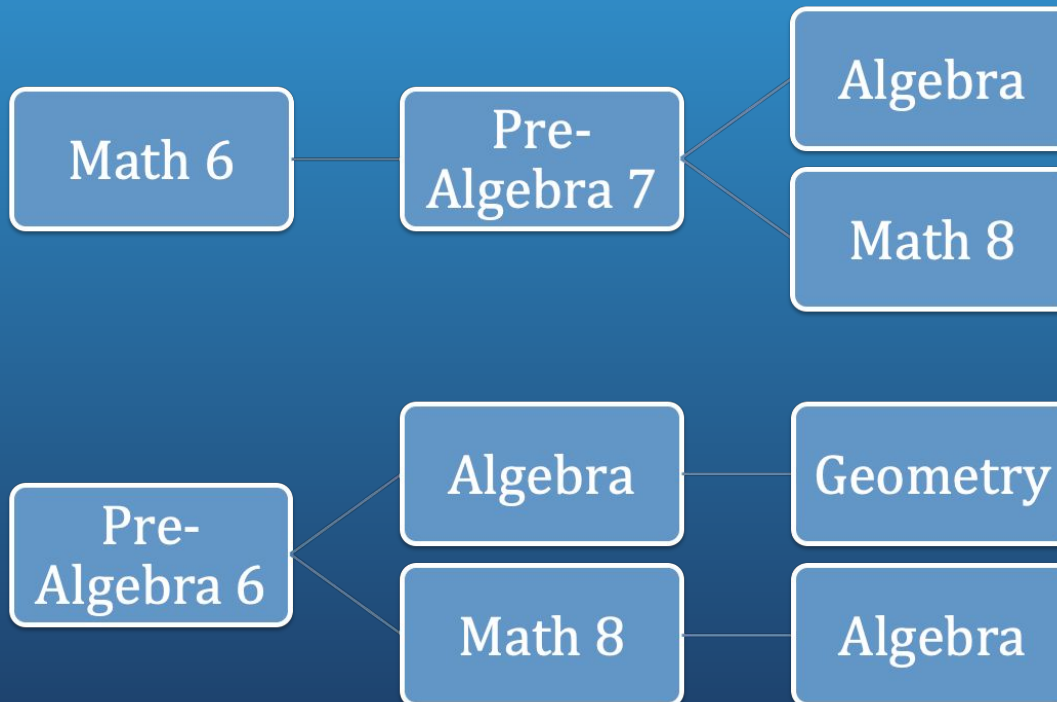 Math 6
Pre-
Algebra 7
Algebra
Math 8
Pre-
Algebra 6
Algebra
Math 8
Geometry
Algebra